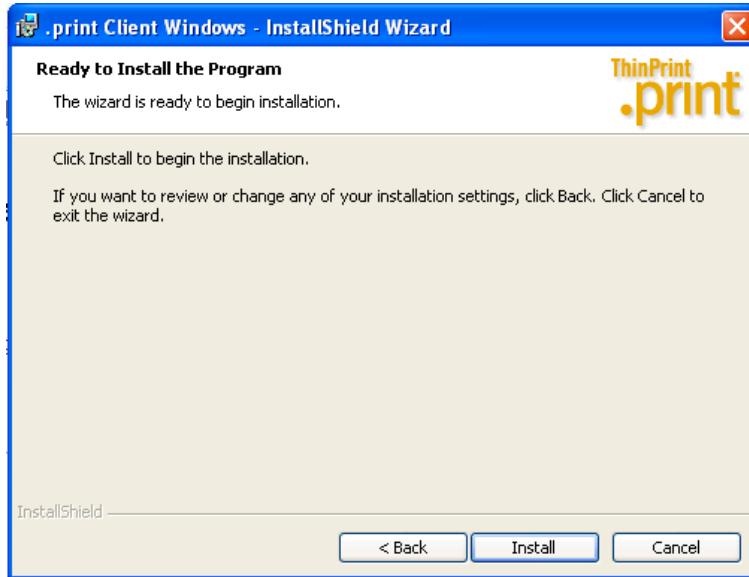 .print Client Windows - InstallShield Wizard
Ready to Install the Program
The wizard is ready to begin installation.
ThinPrint
.print
Click Install to begin the installation.
If you want to review or change any of your installation settings, click Back. Click Cancel to
exit the wizard.
InstallShield
< Back
Install
Cancel